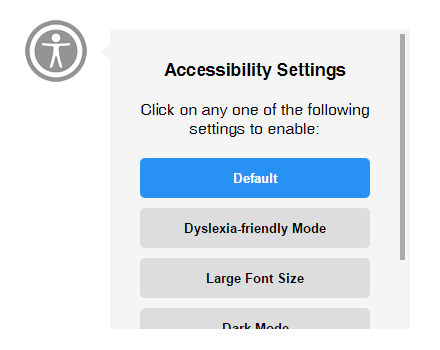 Accessibility Settings
Click on any one of the following
settings to enable:
Default
Dyslexia-friendly Mode
Large Font Size
Dark Mode